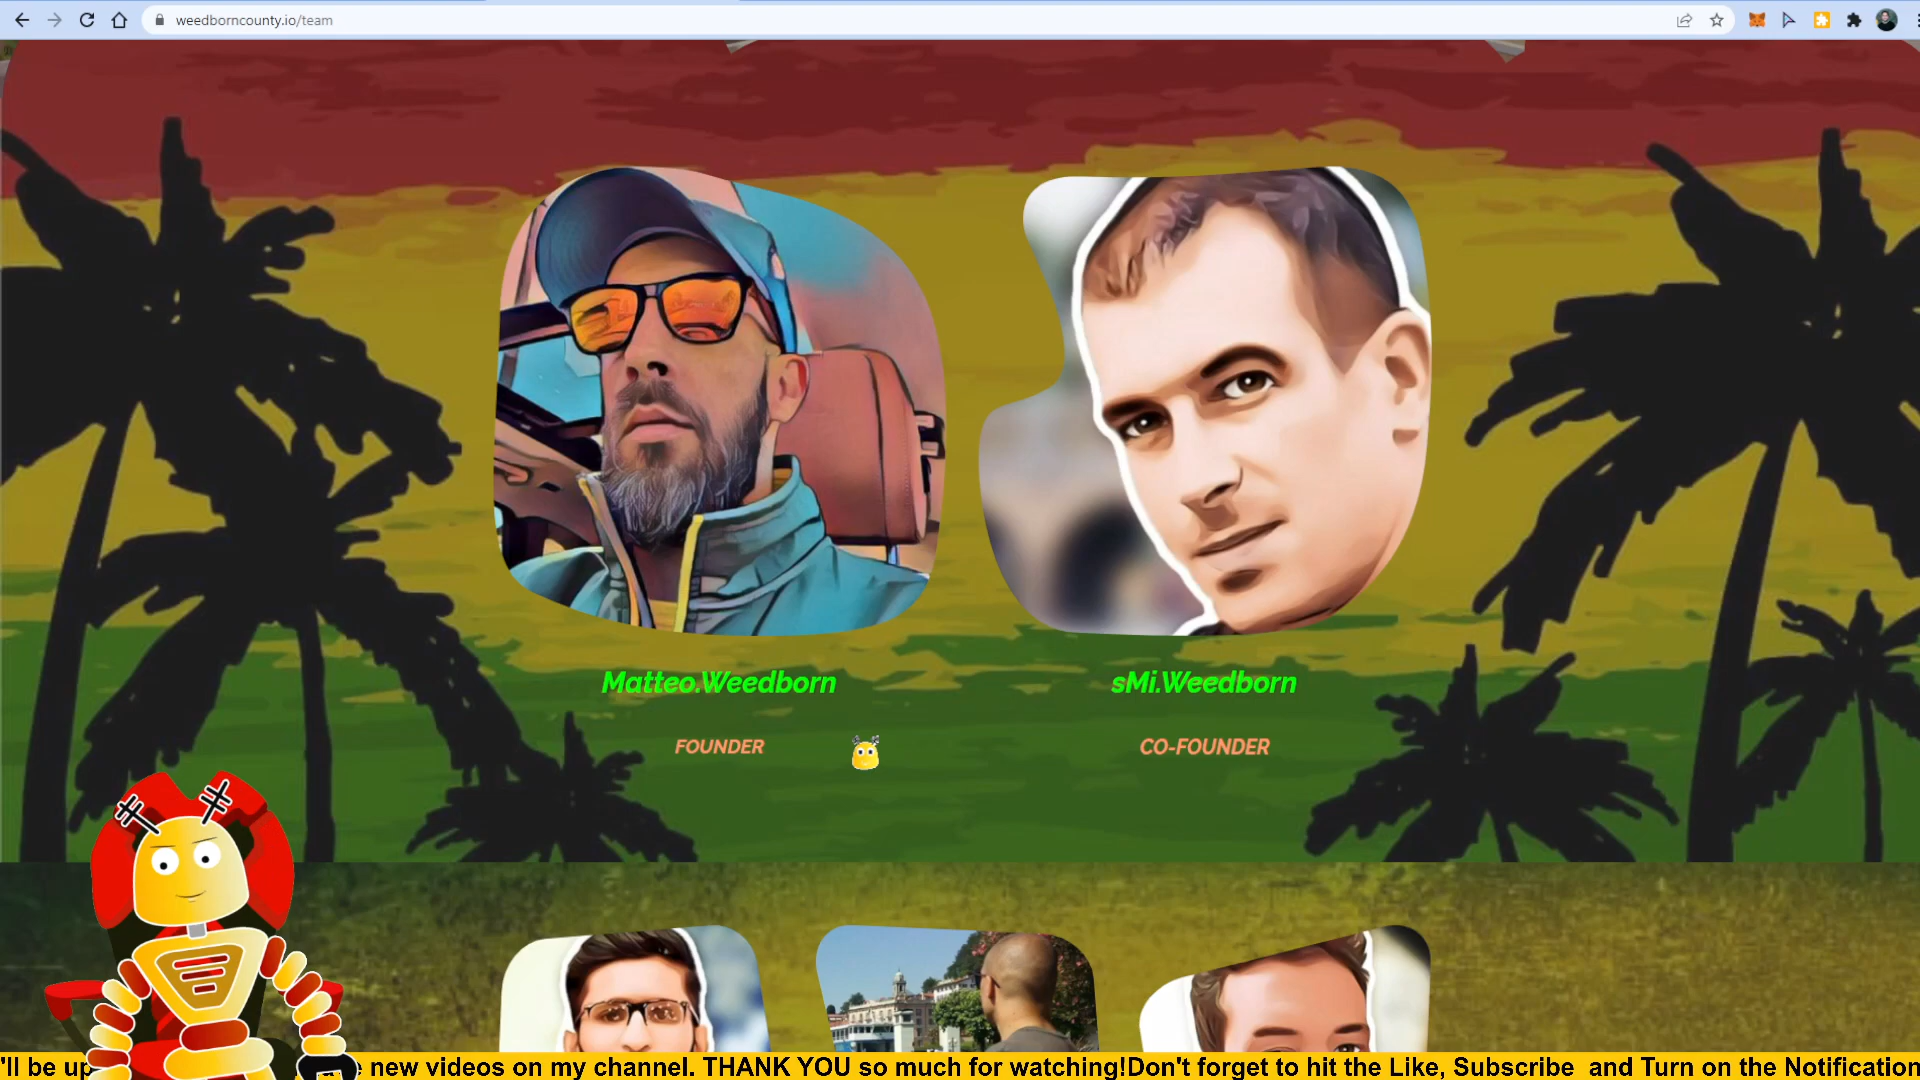 weedborncounty.io/team
Matteo.Weedborn
sMi.Weedborn
FOUNDER
CO-FOUNDER
'll be up new videos on my channel. THANK YOU so much for watching!Don't forget to hit the Like, Subscribe and Turn on the Notification